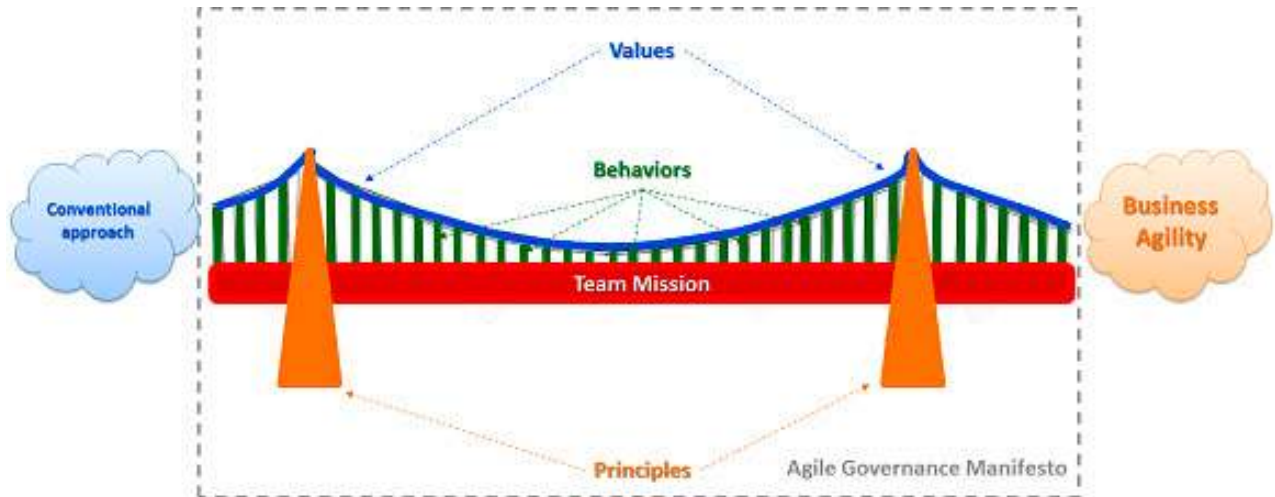 Values
Behaviors
Conventional
approach
Business
Agility
Team Mission
Principles
Agile Governance Manifesto